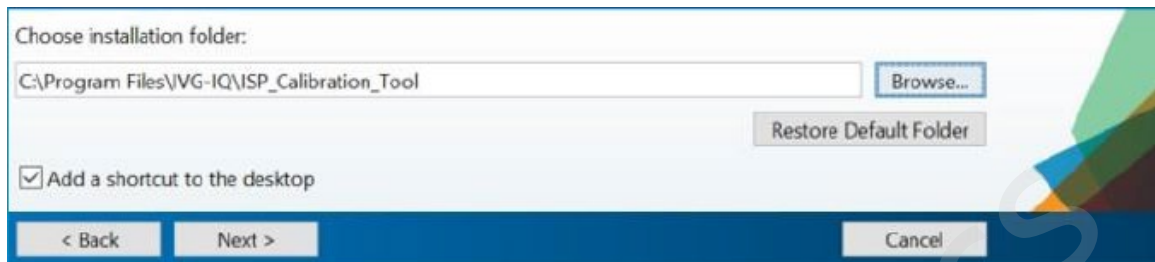 Choose installation folder:
C:\Program Files\IVG-IQ\ISP_Calibration_Tool
Browse...
Restore Default Folder
Add a shortcut to the desktop
< Back
Next >
Cancel